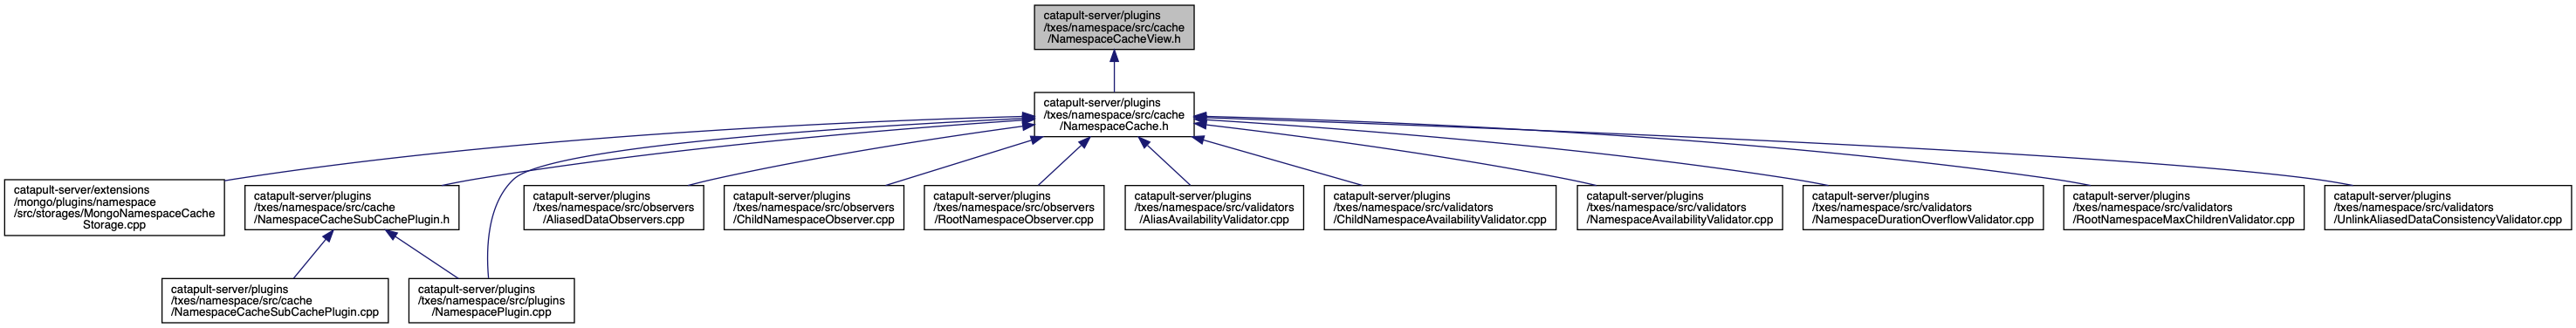 catapult-server/plugins
/txes/namespace/src/cache
/NamespaceCacheView.h
catapult-server/plugins
/txes/namespace/src/cache
/NamespaceCache.h
catapult-server/extensions
/mongo/plugins/namespace
/src/storages/MongoNamespaceCache
Storage.cpp
catapult-server/plugins
/txes/namespace/src/cache
/NamespaceCacheSubCachePlugin.h
catapult-server/plugins
/txes/namespace/src/observers
/AliasedDataObservers.cpp
catapult-server/plugins
/txes/namespace/src/observers
/ChildNamespaceObserver.cpp
catapult-server/plugins
/txes/namespace/src/observers
/RootNamespaceObserver.cpp
catapult-server/plugins
/txes/namespace/src/validators
/AliasAvailabilityValidator.cpp
catapult-server/plugins
/txes/namespace/src/validators
/ChildNamespaceAvailabilityValidator.cpp
catapult-server/plugins
/txes/namespace/src/validators
/NamespaceAvailabilityValidator.cpp
catapult-server/plugins
/txes/namespace/src/validators
/NamespaceDurationOverflowValidator.cpp
catapult-server/plugins
/txes/namespace/src/validators
/RootNamespaceMaxChildrenValidator.cpp
catapult-server/plugins
/txes/namespace/src/validators
/UnlinkAliasedDataConsistencyValidator.cpp
catapult-server/plugins
/txes/namespace/src/cache
/NamespaceCacheSubCachePlugin.cpp
catapult-server/plugins
/txes/namespace/src/plugins
/NamespacePlugin.cpp